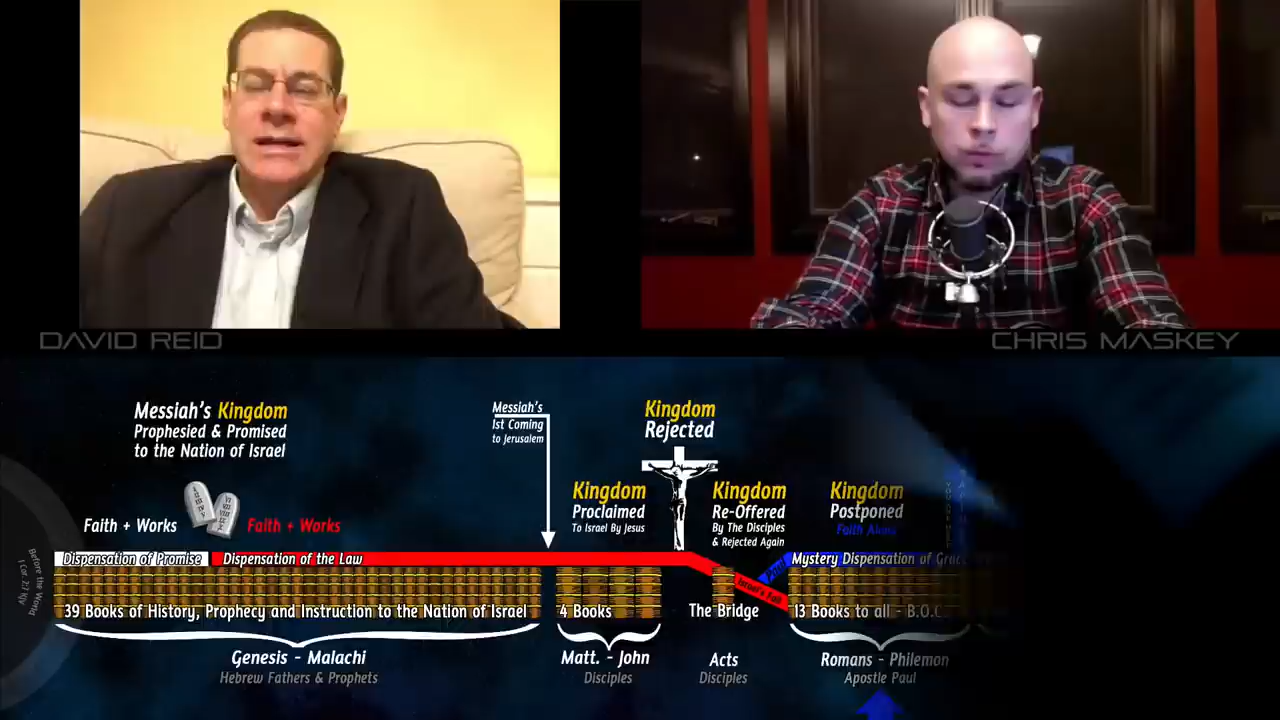 DAVID REID
CHRIS MASKEY
Messiah's Kingdom
Prophesied & Promised
to the Nation of Israel
Faith + Works
Faith + Works
Messiah's
1st Coming
to Jerusalem
Kingdom
Rejected
Kingdom
Proclaimed
To Israel By Jesus
Kingdom
Re-Offered
By The Disciples
& Rejected Again
Kingdom
Postponed
Faith Alone
Before the World
Dispensation of Promise
Dispensation of the Law
Israel's Fall
Paul
Mystery Dispensation of Grace
39 Books of History, Prophecy and Instruction to the Nation of Israel
4 Books
The Bridge
13 Books to all - B.O.C.
Genesis - Malachi
Hebrew Fathers & Prophets
Matt. - John
Disciples
Acts
Disciples
Romans - Philemon
Apostle Paul